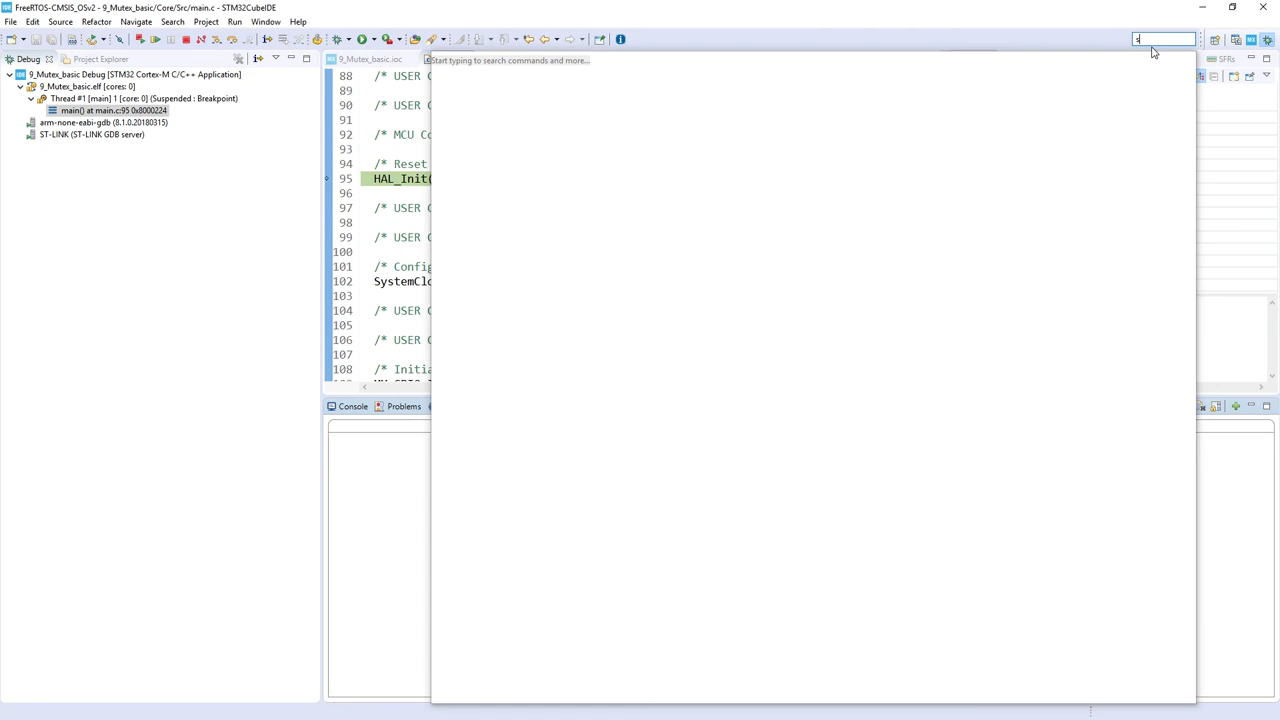 FreeRTOS-CMSIS_OSv2 - 9_Mutex_basic/Core/Src/main.c - STM32CubeIDE
File Edit Source Refactor Navigate Search Project Run Window Help
s
Debug Project Explorer
9_Mutex_basic.ioc
SFRs
Start typing to search commands and more...
9_Mutex_basic Debug [STM32 Cortex-M C/C++ Application]
9_Mutex_basic.elf [cores: 0]
Thread #1 [main] 1 [core: 0] (Suspended : Breakpoint)
main() at main.c:95 0x8000224
arm-none-eabi-gdb (8.1.0.20180315)
ST-LINK (ST-LINK GDB server)
88 /* USER C
89
90 /* USER C
91
92 /* MCU Co
93
94 /* Reset
95 HAL_Init(
96
97 /* USER C
98
99 /* USER C
100
101 /* Config
102 SystemClo
103
104 /* USER C
105
106 /* USER C
107
108 /* Initia
Console Problems